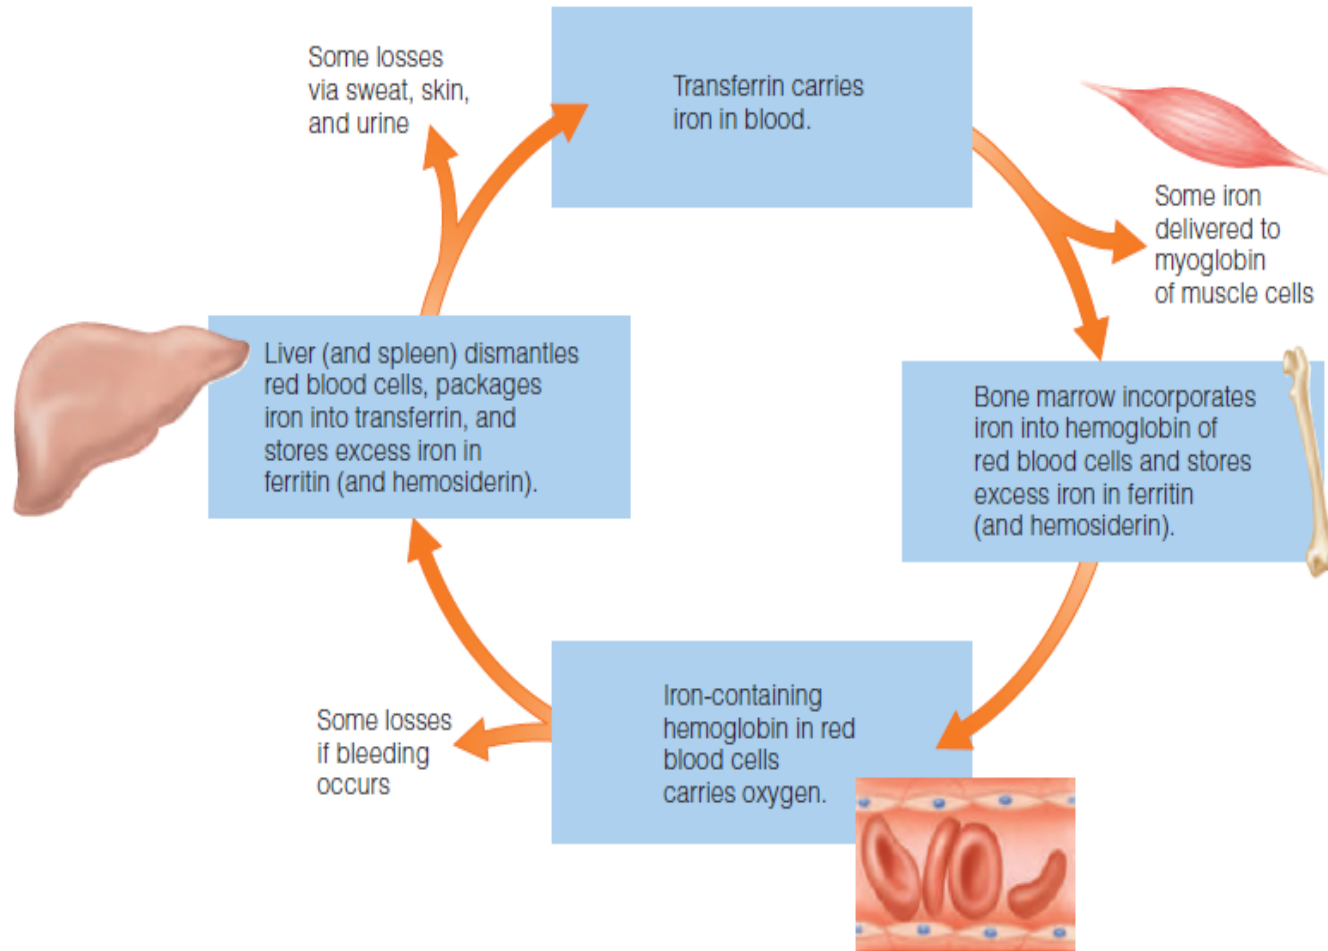 Some losses
via sweat, skin,
and urine
Transferrin carries
iron in blood.
Some iron
delivered to
myoglobin
of muscle cells
Liver (and spleen) dismantles
red blood cells, packages
iron into transferrin, and
stores excess iron in
ferritin (and hemosiderin).
Bone marrow incorporates
iron into hemoglobin of
red blood cells and stores
excess iron in ferritin
(and hemosiderin).
Some losses
if bleeding
occurs
Iron-containing
hemoglobin in red
blood cells
carries oxygen.